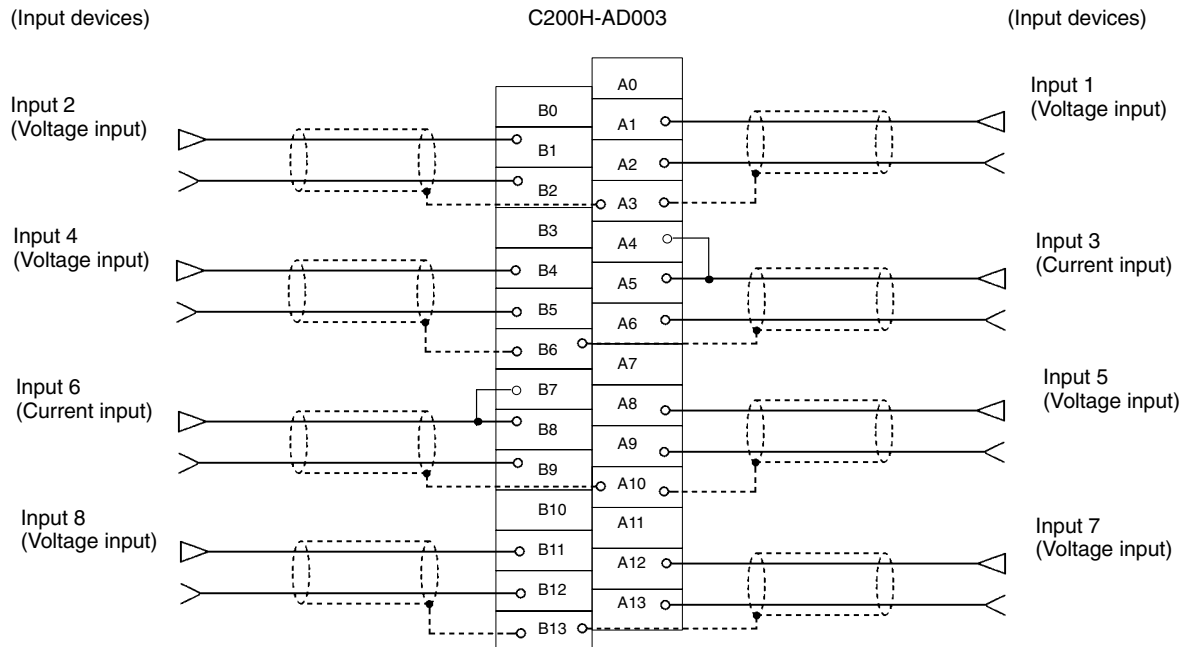 (Input devices)
C200H-AD003
(Input devices)
Input 2
(Voltage input)
Input 4
(Voltage input)
Input 6
(Current input)
Input 8
(Voltage input)
B0
B1
B2
B3
B4
B5
B6
B7
B8
B9
B10
B11
B12
B13
A0
A1
A2
A3
A4
A5
A6
A7
A8
A9
A10
A11
A12
A13
Input 1
(Voltage input)
Input 3
(Current input)
Input 5
(Voltage input)
Input 7
(Voltage input)